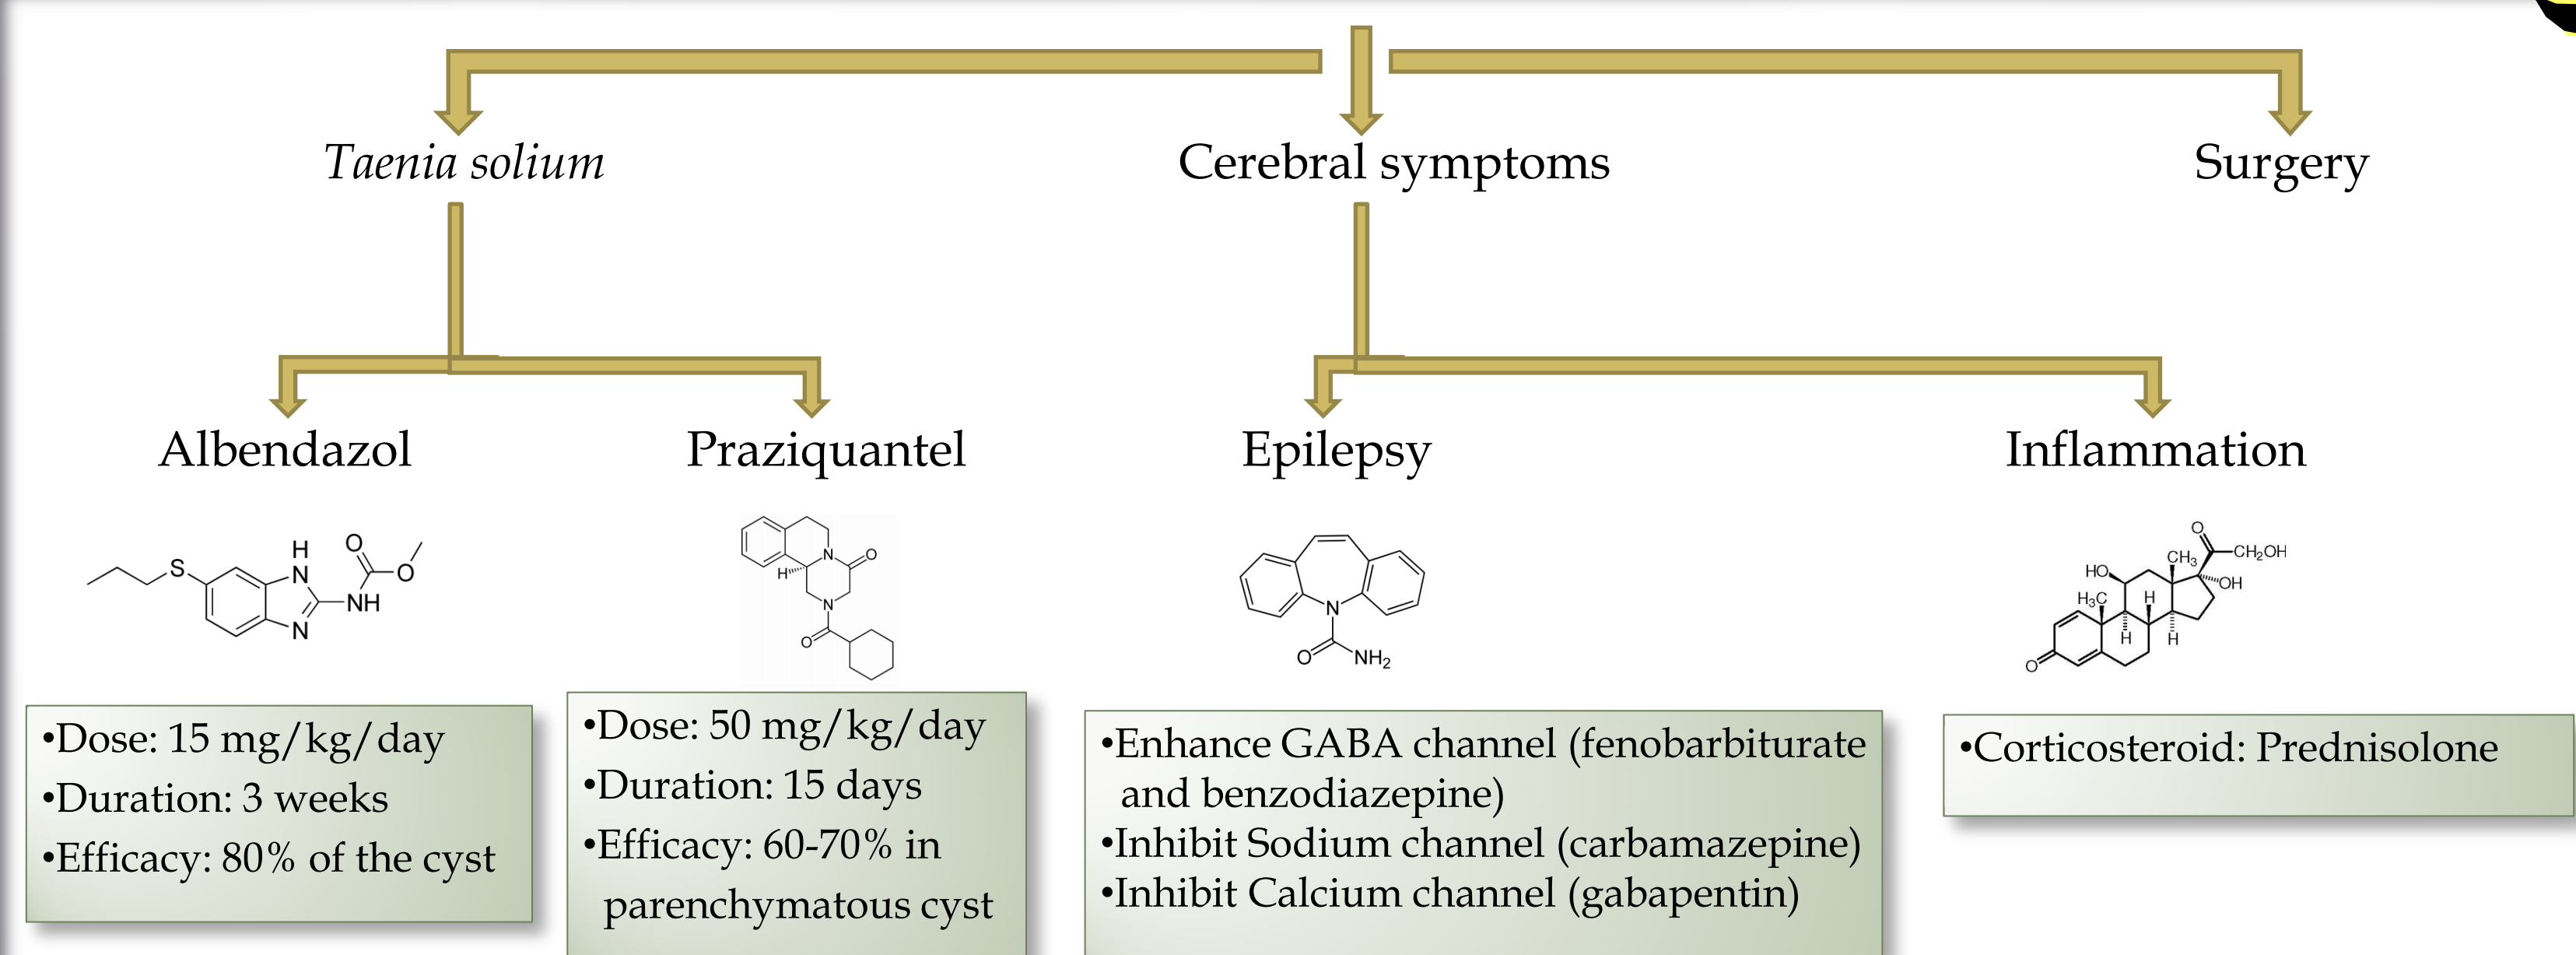 Taenia solium
Cerebral symptoms
Surgery
Albendazol
Praziquantel
Epilepsy
Inflammation
S
H
N
N
NH
O
O
N
O
H
N
O
N
O
NH₂
O
CH₂OH
CH₃
OH
HO
H₃C
H
H
H
O
•Dose: 15 mg/kg/day
•Duration: 3 weeks
•Efficacy: 80% of the cyst
•Dose: 50 mg/kg/day
•Duration: 15 days
•Efficacy: 60-70% in
parenchymatous cyst
•Enhance GABA channel (fenobarbiturate
and benzodiazepine)
•Inhibit Sodium channel (carbamazepine)
•Inhibit Calcium channel (gabapentin)
•Corticosteroid: Prednisolone